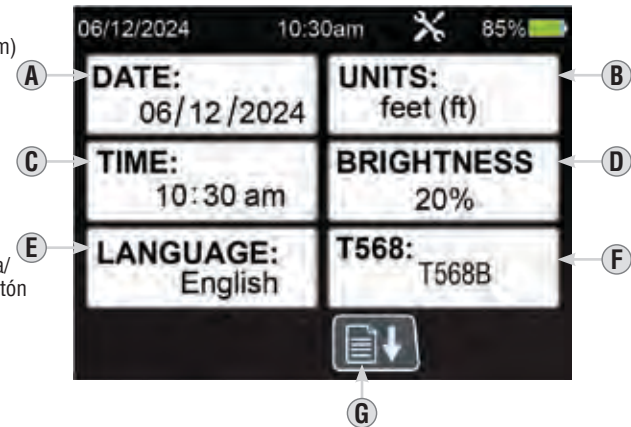 06/12/2024 10:30am 85%
m)
A DATE: UNITS: B
06/12/2024 feet (ft)
C TIME: BRIGHTNESS D
10:30 am 20%
E LANGUAGE: T568: F
a/
English T568B
tón
G